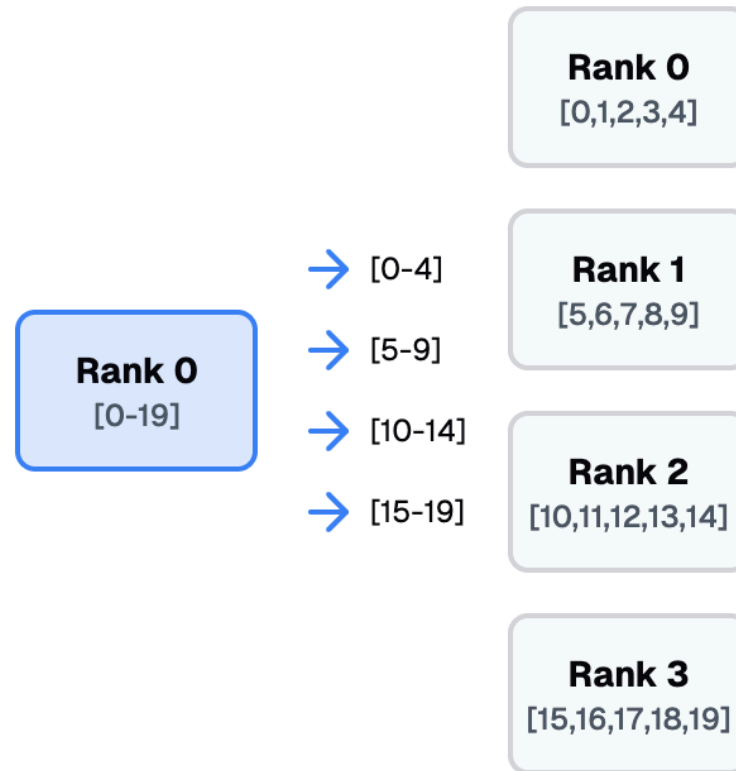 Rank 0
[0-19]
[0-4]
[5-9]
[10-14]
[15-19]
Rank 0
[0,1,2,3,4]
Rank 1
[5,6,7,8,9]
Rank 2
[10,11,12,13,14]
Rank 3
[15,16,17,18,19]